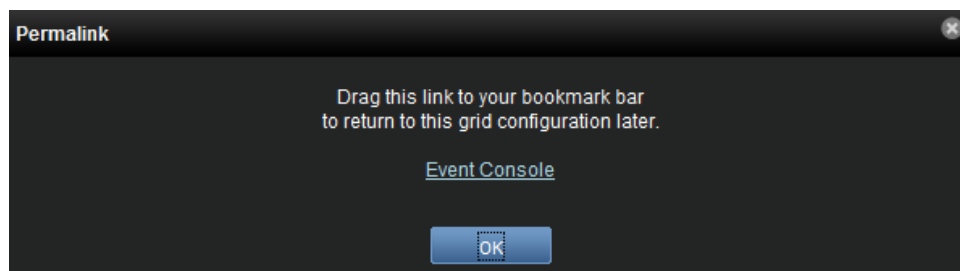 Permalink
Drag this link to your bookmark bar
to return to this grid configuration later.
Event Console
OK